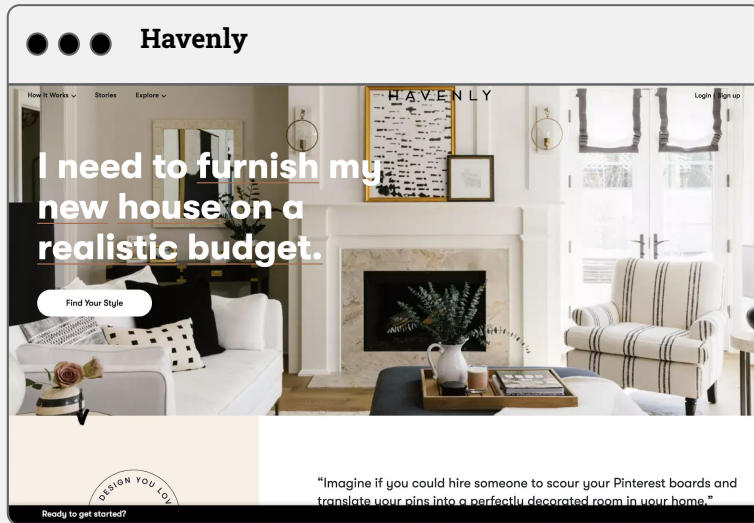 Havenly
How It Works
Stories
Explore
HAVENLY
Login | Sign up
I need to furnish my
new house on a
realistic budget.
Find Your Style
DESIGN YOU LOV
“Imagine if you could hire someone to scour your Pinterest boards and
translate your pins into a perfectly decorated room in your home.”
Ready to get started?